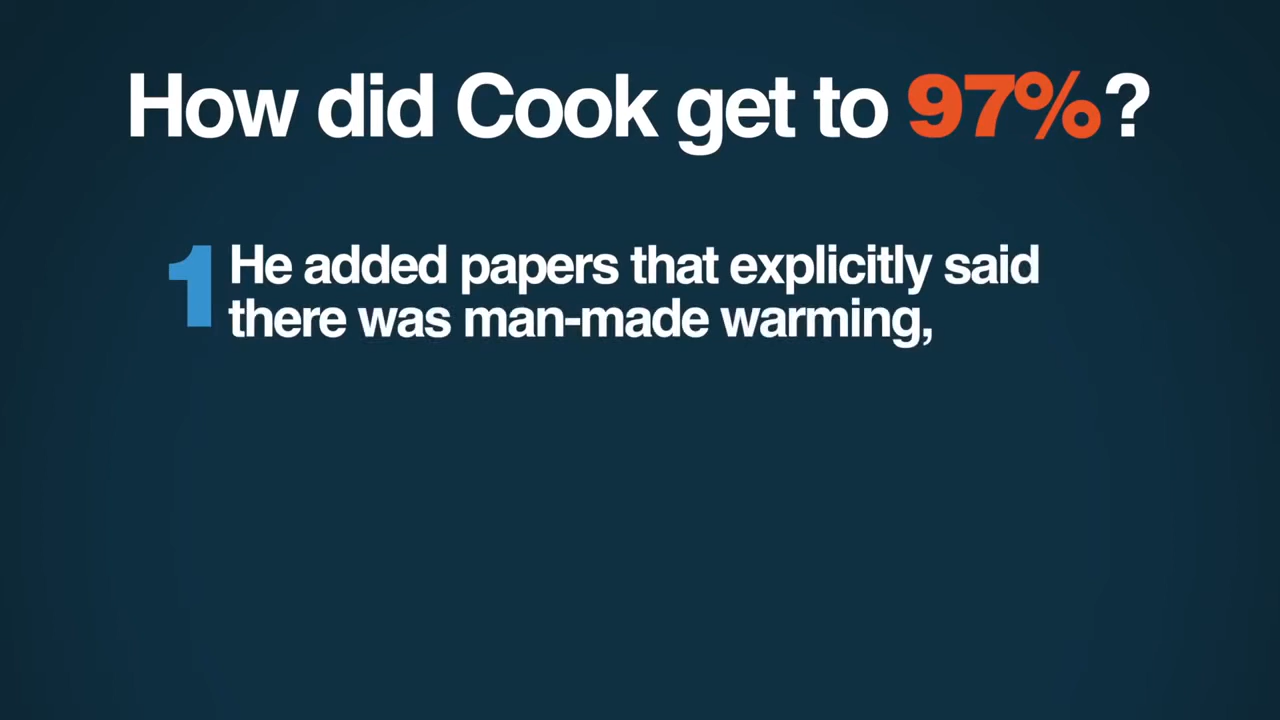 How did Cook get to 97%?
1 He added papers that explicitly said
there was man-made warming,